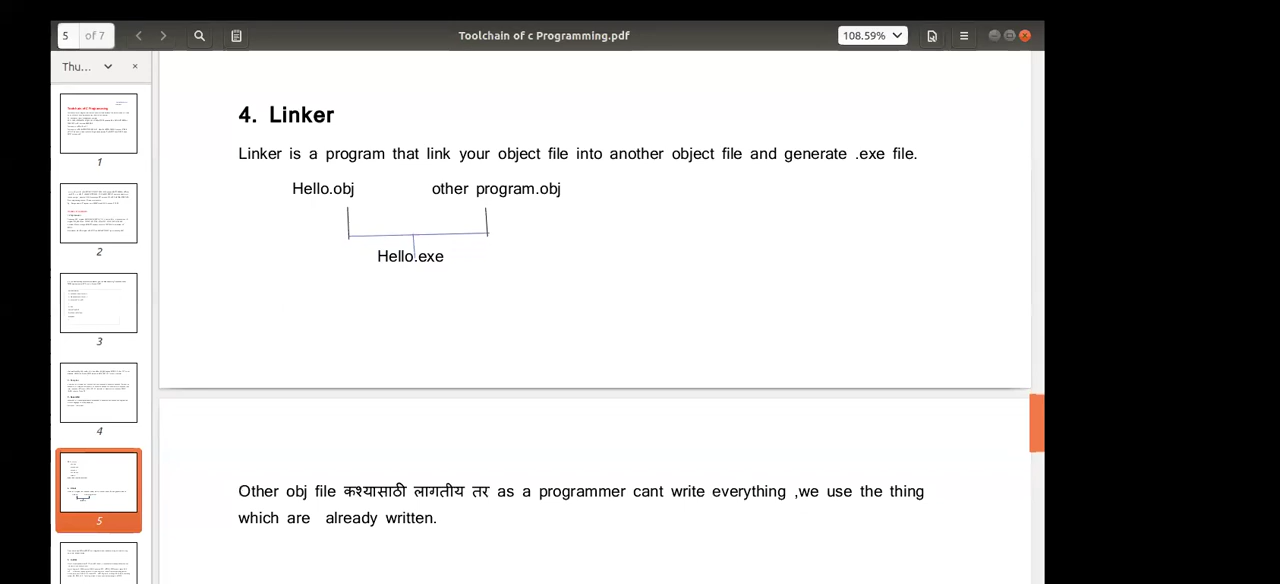 5 of 7
Toolchain of c Programming.pdf
108.59%
Thu...
1
2
3
4
5
4. Linker
Linker is a program that link your object file into another object file and generate .exe file.
Hello.obj other program.obj
Hello.exe
Other obj file कश्यासाठी लागतीय तर as a programmer cant write everything ,we use the thing
which are already written.